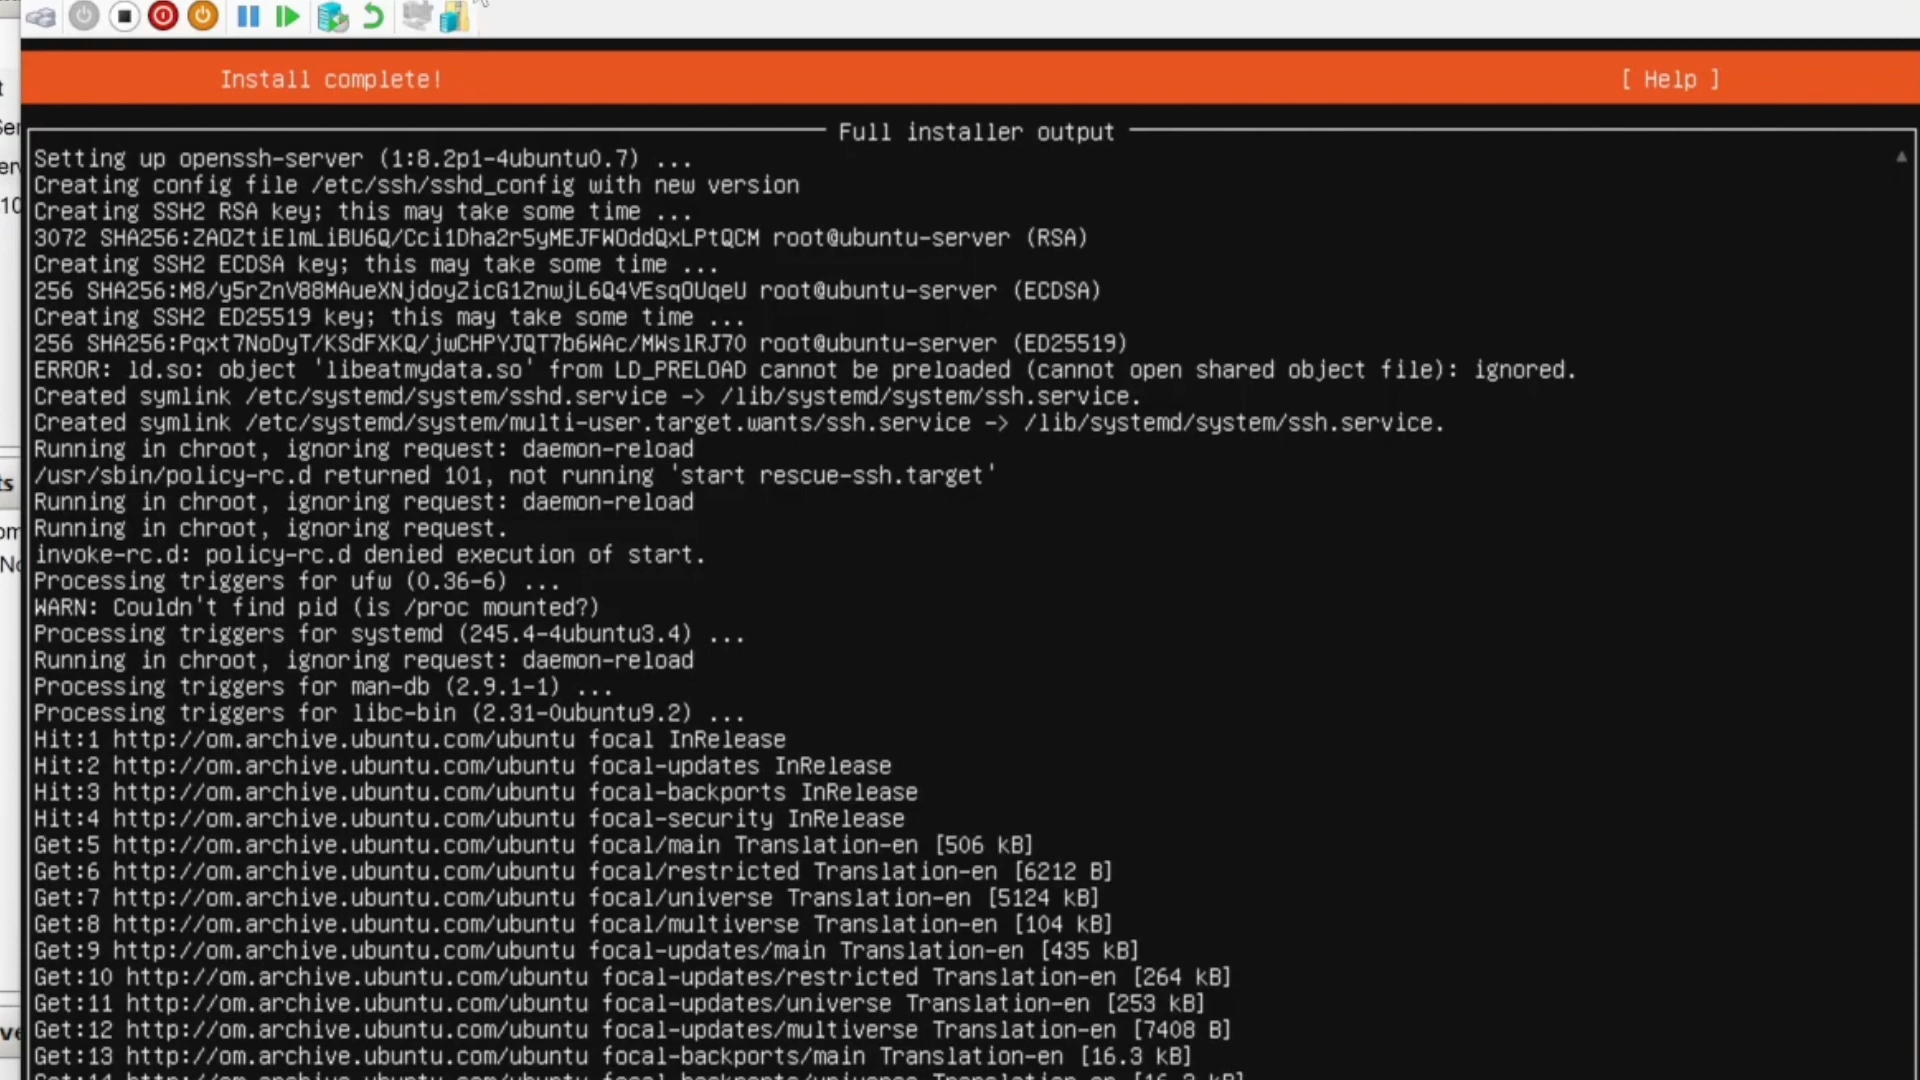 Install complete!
[ Help ]
Full installer output
Setting up openssh-server (1:8.2p1-4ubuntu0.7) ...
Creating config file /etc/ssh/sshd_config with new version
Creating SSH2 RSA key; this may take some time ...
3072 SHA256:ZAOZtiElmLiBU6Q/Cci1Dha2r5yMEJFWOddQxLPtQCM root@ubuntu-server (RSA)
Creating SSH2 ECDSA key; this may take some time ...
256 SHA256:M8/y5rZnV88MAueXNjdoyZicG1ZnwjL6Q4VEsqOUqeU root@ubuntu-server (ECDSA)
Creating SSH2 ED25519 key; this may take some time ...
256 SHA256:Pqxt7NoDyT/KSdFXKQ/jwCHPYJQT7b6WAc/MWslRJ70 root@ubuntu-server (ED25519)
ERROR: ld.so: object 'libeatmydata.so' from LD_PRELOAD cannot be preloaded (cannot open shared object file): ignored.
Created symlink /etc/systemd/system/sshd.service -> /lib/systemd/system/ssh.service.
Created symlink /etc/systemd/system/multi-user.target.wants/ssh.service -> /lib/systemd/system/ssh.service.
Running in chroot, ignoring request: daemon-reload
/usr/sbin/policy-rc.d returned 101, not running 'start rescue-ssh.target'
Running in chroot, ignoring request: daemon-reload
Running in chroot, ignoring request.
invoke-rc.d: policy-rc.d denied execution of start.
Processing triggers for ufw (0.36-6) ...
WARN: Couldn't find pid (is /proc mounted?)
Processing triggers for systemd (245.4-4ubuntu3.4) ...
Running in chroot, ignoring request: daemon-reload
Processing triggers for man-db (2.9.1-1) ...
Processing triggers for libc-bin (2.31-0ubuntu9.2) ...
Hit:1 http://om.archive.ubuntu.com/ubuntu focal InRelease
Hit:2 http://om.archive.ubuntu.com/ubuntu focal-updates InRelease
Hit:3 http://om.archive.ubuntu.com/ubuntu focal-backports InRelease
Hit:4 http://om.archive.ubuntu.com/ubuntu focal-security InRelease
Get:5 http://om.archive.ubuntu.com/ubuntu focal/main Translation-en [506 kB]
Get:6 http://om.archive.ubuntu.com/ubuntu focal/restricted Translation-en [6212 B]
Get:7 http://om.archive.ubuntu.com/ubuntu focal/universe Translation-en [5124 kB]
Get:8 http://om.archive.ubuntu.com/ubuntu focal/multiverse Translation-en [104 kB]
Get:9 http://om.archive.ubuntu.com/ubuntu focal-updates/main Translation-en [435 kB]
Get:10 http://om.archive.ubuntu.com/ubuntu focal-updates/restricted Translation-en [264 kB]
Get:11 http://om.archive.ubuntu.com/ubuntu focal-updates/universe Translation-en [253 kB]
Get:12 http://om.archive.ubuntu.com/ubuntu focal-updates/multiverse Translation-en [7408 B]
Get:13 http://om.archive.ubuntu.com/ubuntu focal-backports/main Translation-en [16.3 kB]